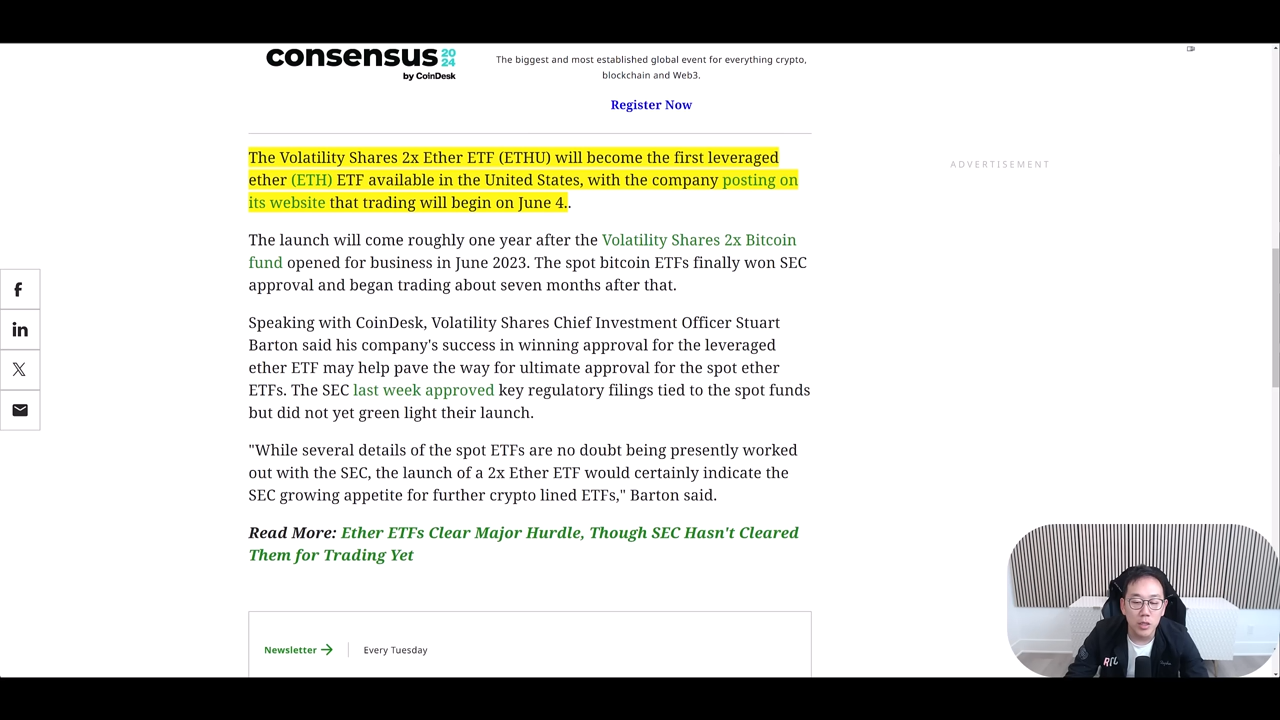 consensus 20
24
by CoinDesk
The biggest and most established global event for everything crypto,
blockchain and Web3.
Register Now
ADVERTISEMENT
The Volatility Shares 2x Ether ETF (ETHU) will become the first leveraged
ether (ETH) ETF available in the United States, with the company posting on
its website that trading will begin on June 4..
The launch will come roughly one year after the Volatility Shares 2x Bitcoin
fund opened for business in June 2023. The spot bitcoin ETFs finally won SEC
approval and began trading about seven months after that.
Speaking with CoinDesk, Volatility Shares Chief Investment Officer Stuart
Barton said his company's success in winning approval for the leveraged
ether ETF may help pave the way for ultimate approval for the spot ether
ETFs. The SEC last week approved key regulatory filings tied to the spot funds
but did not yet green light their launch.
"While several details of the spot ETFs are no doubt being presently worked
out with the SEC, the launch of a 2x Ether ETF would certainly indicate the
SEC growing appetite for further crypto lined ETFs," Barton said.
Read More: Ether ETFs Clear Major Hurdle, Though SEC Hasn't Cleared
Them for Trading Yet
Newsletter
Every Tuesday